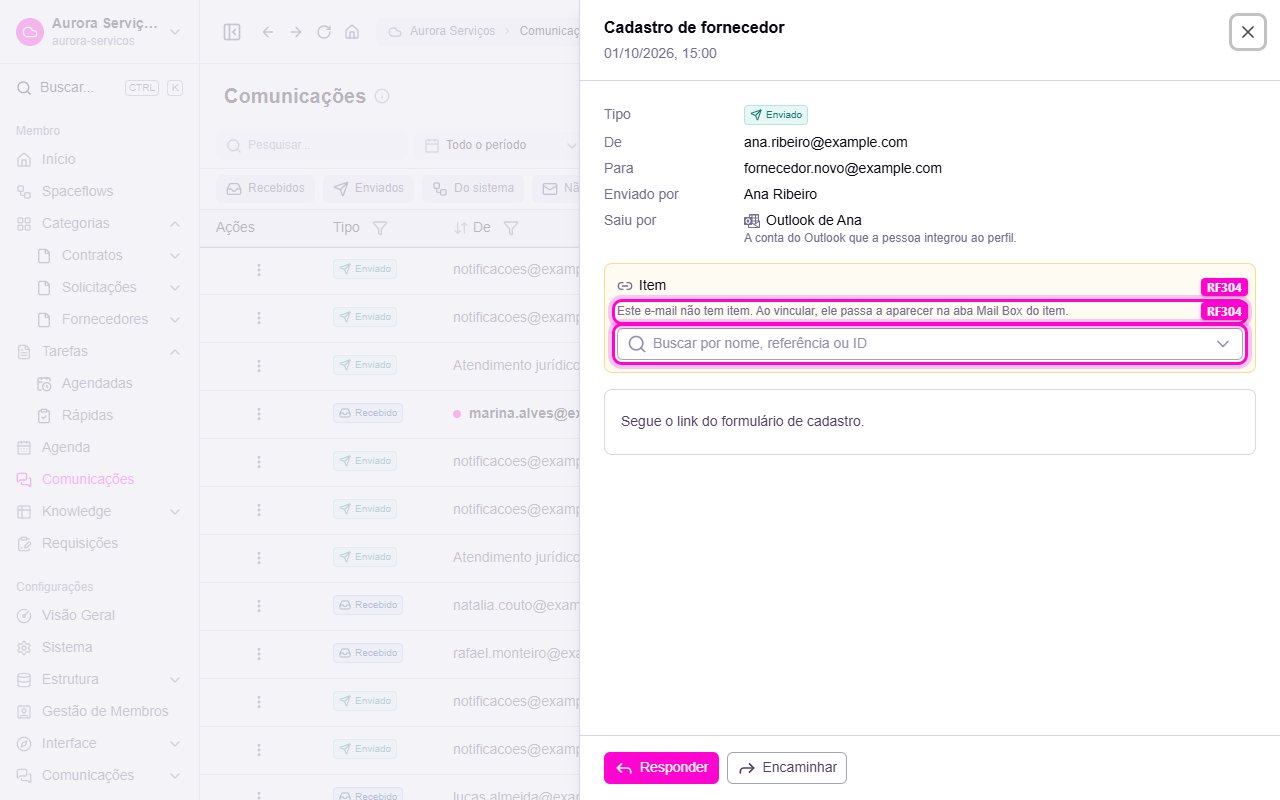 Aurora Serviç...
aurora-servicos
Buscar...
CTRL K
Membro
Início
Spaceflows
Categorias
Contratos
Solicitações
Fornecedores
Tarefas
Agendadas
Rápidas
Agenda
Comunicações
Knowledge
Requisições
Configurações
Visão Geral
Sistema
Estrutura
Gestão de Membros
Interface
Comunicações
Aurora Serviços
Comunicaç
Comunicações
Pesquisar...
Todo o período
Recebidos
Enviados
Do sistema
Nã
Ações
Tipo
De
Enviado notificacoes@examp
Enviado notificacoes@examp
Enviado Atendimento jurídico
Recebido marina.alves@ex
Enviado notificacoes@examp
Enviado notificacoes@examp
Enviado Atendimento jurídico
Recebido natalia.couto@exam
Recebido rafael.monteiro@exa
Enviado notificacoes@examp
Enviado notificacoes@examp
Recebido lucas.almeida@exam
Cadastro de fornecedor
01/10/2026, 15:00
Tipo Enviado
De ana.ribeiro@example.com
Para fornecedor.novo@example.com
Enviado por Ana Ribeiro
Saiu por Outlook de Ana
A conta do Outlook que a pessoa integrou ao perfil.
Item
RF304
Este e-mail não tem item. Ao vincular, ele passa a aparecer na aba Mail Box do item.
RF304
Buscar por nome, referência ou ID
Segue o link do formulário de cadastro.
Responder
Encaminhar